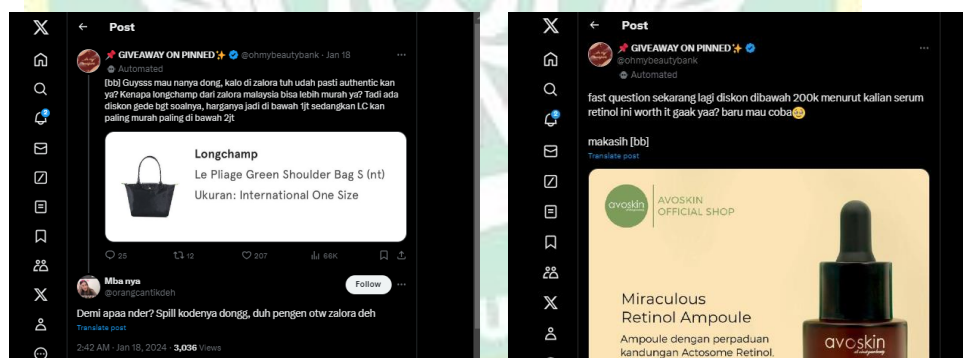 Post
📌 GIVEAWAY ON PINNED ✨ @ohmybeautybank · Jan 18
Automated
[bb] Guysss mau nanya dong, kalo di zalora tuh udah pasti authentic kan
ya? Kenapa longchamp dari zalora malaysia bisa lebih murah ya? Tadi ada
diskon gede bgt soalnya, harganya jadi di bawah 1jt sedangkan LC kan
paling murah paling di bawah 2jt
Longchamp
Le Pliage Green Shoulder Bag S (nt)
Ukuran: International One Size
25 12 207 66K
Mba nya
@orangcantikdeh
Follow
Demi apaa nder? Spill kodenya dongg, duh pengen otw zalora deh
Translate post
2:42 AM · Jan 18, 2024 · 3,036 Views
Post
📌 GIVEAWAY ON PINNED ✨
@ohmybeautybank
Automated
fast question sekarang lagi diskon dibawah 200k menurut kalian serum
retinol ini worth it gaak yaa? baru mau coba🥹
makasih [bb]
Translate post
avoskin
AVOSKIN
OFFICIAL SHOP
Miraculous
Retinol Ampoule
Ampoule dengan perpaduan
kandungan Actosome Retinol,
avoskin